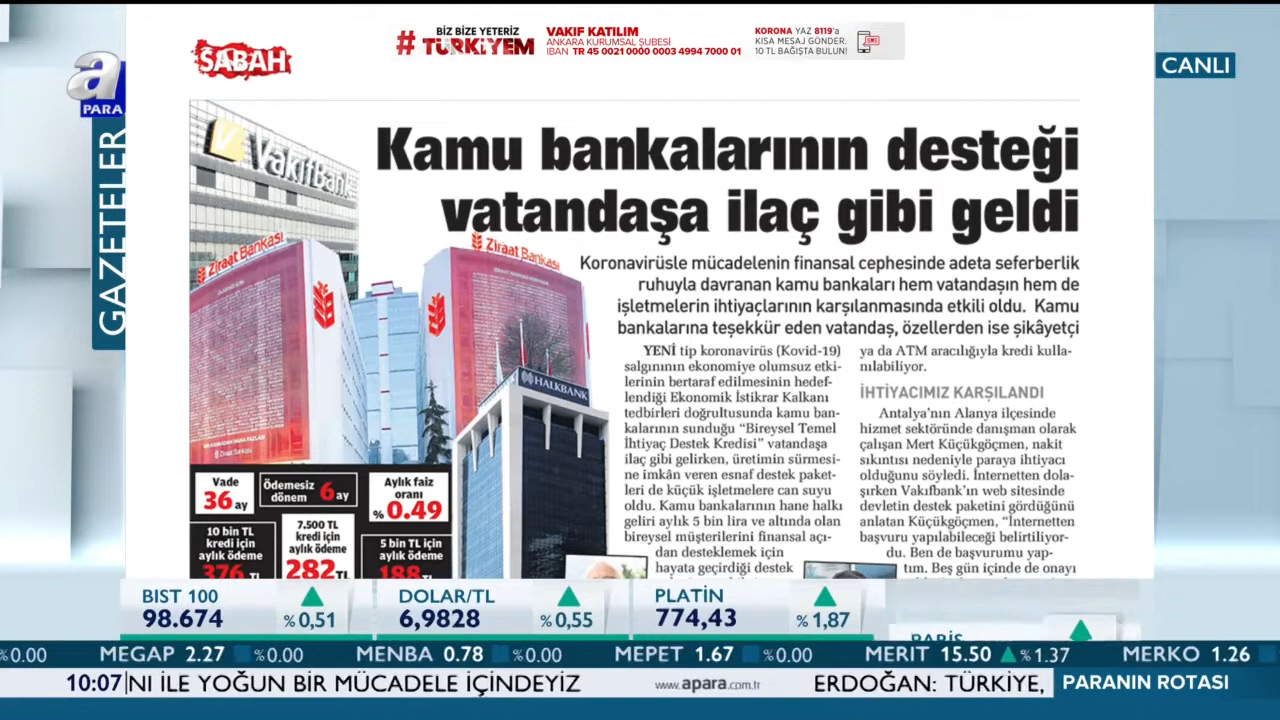 BİZ BİZE YETERİZ
# TÜRKİYEM
VAKIF KATILIM
ANKARA KURUMSAL ŞUBESİ
IBAN TR 45 0021 0000 0003 4994 7000 01
KORONA YAZ 8119'a
KISA MESAJ GÖNDER.
10 TL BAĞIŞTA BULUN!
SMS
SABAH
a
PARA
CANLI
GAZETELER
VakıfBank
Ziraat Bankası
Ziraat Bankası
HALKBANK
Kamu bankalarının desteği
vatandaşa ilaç gibi geldi
Koronavirüsle mücadelenin finansal cephesinde adeta seferberlik
ruhuyla davranan kamu bankaları hem vatandaşın hem de
işletmelerin ihtiyaçlarının karşılanmasında etkili oldu. Kamu
bankalarına teşekkür eden vatandaş, özellerden ise şikâyetçi
YENİ tip koronavirüs (Kovid-19)
salgınının ekonomiye olumsuz etki-
lerinin bertaraf edilmesinin hedef-
lendiği Ekonomik İstikrar Kalkanı
tedbirleri doğrultusunda kamu ban-
kalarının sunduğu “Bireysel Temel
İhtiyaç Destek Kredisi” vatandaşa
ilaç gibi gelirken, üretimin sürmesi-
ne imkân veren esnaf destek paket-
leri de küçük işletmelere can suyu
oldu. Kamu bankalarının hane halkı
geliri aylık 5 bin lira ve altında olan
bireysel müşterilerini finansal açı-
dan desteklemek için
hayata geçirdiği destek
ya da ATM aracılığıyla kredi kulla-
nılabiliyor.
İHTİYACIMIZ KARŞILANDI
Antalya’nın Alanya ilçesinde
hizmet sektöründe danışman olarak
çalışan Mert Küçükgöçmen, nakit
sıkıntısı nedeniyle paraya ihtiyacı
olduğunu söyledi. İnternetten dola-
şırken Vakıfbank’ın web sitesinde
devletin destek paketini gördüğünü
anlatan Küçükgöçmen, “İnternetten
başvuru yapılabileceği belirtiliyor-
du. Ben de başvurumu yap-
tım. Beş gün içinde de onayı
Vade
36 ay
Ödemesiz
dönem 6 ay
Aylık faiz
oranı
% 0.49
10 bin TL
kredi için
aylık ödeme
376 TL
7.500 TL
kredi için
aylık ödeme
282 TL
5 bin TL için
aylık ödeme
188 TL
BIST 100
98.674
%0,51
DOLAR/TL
6,9828
%0,55
PLATİN
774,43
%1,87
PARİS
%0.00 MEGAP 2.27 %0.00 MENBA 0.78 %0.00 MEPET 1.67 %0.00 MERIT 15.50 %1.37 MERKO 1.26
10:07 NI İLE YOĞUN BİR MÜCADELE İÇİNDEYİZ www.apara.com.tr ERDOĞAN: TÜRKİYE, PARANIN ROTASI